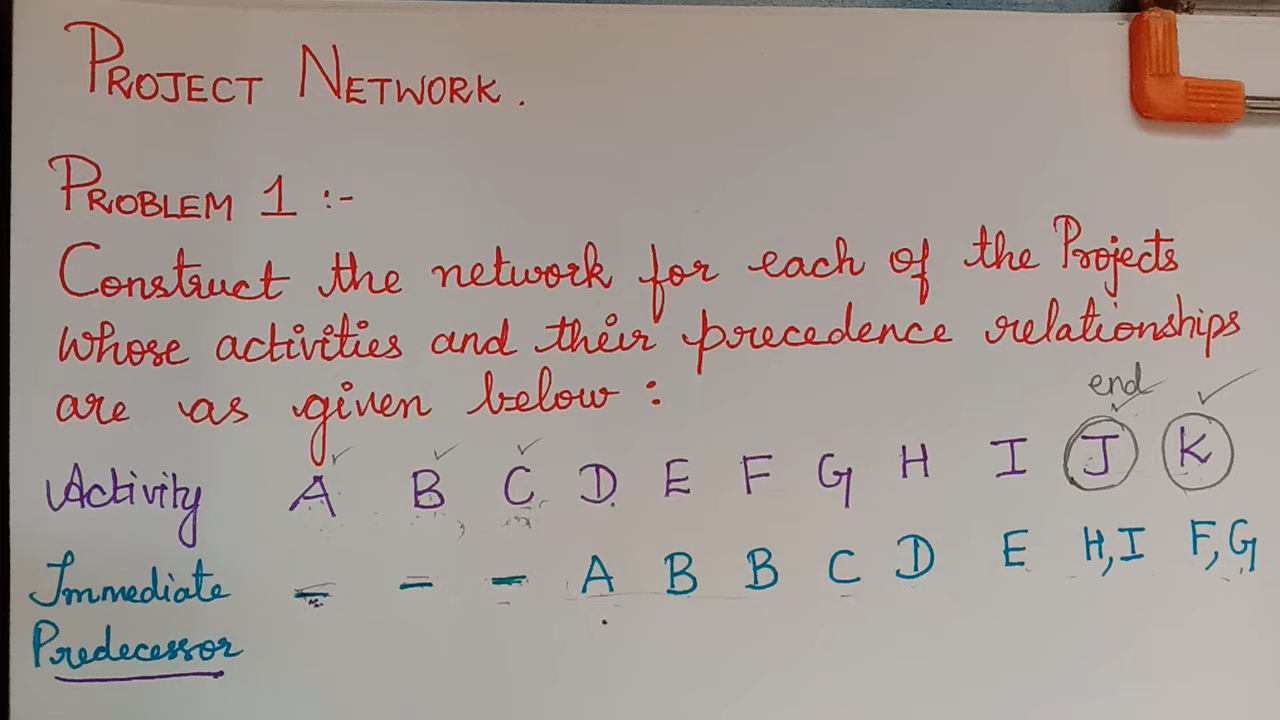 PROJECT NETWORK.
PROBLEM 1 :-
Construct the network for each of the Projects
whose activities and their precedence relationships
are as given below :
end
Activity A B C D E F G H I J K
Immediate - - - A B B C D E H,I F,G
Predecessor